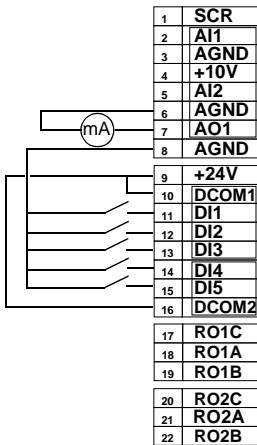 1 SCR
2 AI1
3 AGND
4 +10V
5 AI2
6 AGND
mA 7 AO1
8 AGND
9 +24V
10 DCOM1
11 DI1
12 DI2
13 DI3
14 DI4
15 DI5
16 DCOM2
17 RO1C
18 RO1A
19 RO1B
20 RO2C
21 RO2A
22 RO2B